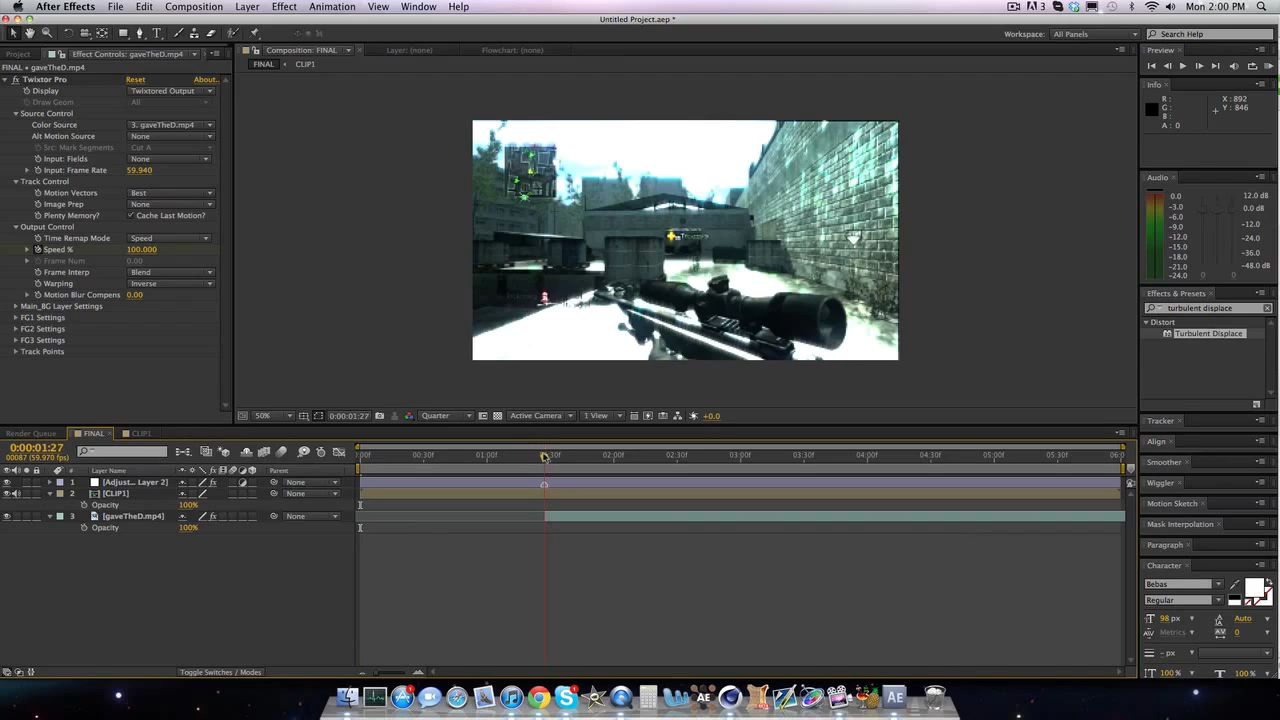 After Effects File Edit Composition Layer Effect Animation View Window Help 3 Mon 2:00 PM
Untitled Project.aep *
Workspace: All Panels Search Help
Project Effect Controls: gaveTheD.mp4 Composition: FINAL Layer: (none) Flowchart: (none) Preview
FINAL • gaveTheD.mp4 FINAL CLIP1
Twixtor Pro Reset About...
Display Twixtored Output
Draw Geom All
Source Control
Color Source 3. gaveTheD.mp4
Alt Motion Source None
Src: Mark Segments Cut A
Input: Fields None
Input: Frame Rate 59.940
Track Control
Motion Vectors Best
Image Prep None
Plenty Memory? Cache Last Motion?
Output Control
Time Remap Mode Speed
Speed % 100.000
Frame Num 0.00
Frame Interp Blend
Warping Inverse
Motion Blur Compens 0.00
Main_BG Layer Settings
FG1 Settings
FG2 Settings
FG3 Settings
Track Points
50% 0:00:01:27 Quarter Active Camera 1 View +0.0
Info
R: X: 892
G: Y: 846
B:
A: 0
Audio
0.0 12.0 dB
-3.0 0.0 dB
-6.0
-9.0 -12.0
-12.0 -24.0
-15.0
-18.0 -36.0
-21.0
-24.0 -48.0 dB
Effects & Presets
turbulent displace
Distort
Turbulent Displace
Tracker
Align
Smoother
Wiggler
Motion Sketch
Mask Interpolation
Paragraph
Character
Bebas
Regular
98 px Auto
Metrics 0
- px
100 % 100 %
Render Queue FINAL CLIP1
0:00:01:27
00087 (59.970 fps)
:00f 00:30f 01:00f 01:30f 02:00f 02:30f 03:00f 03:30f 04:00f 04:30f 05:00f 05:30f 06:0
# Layer Name Parent
1 [Adjust... Layer 2] None
2 [CLIP1] None
Opacity 100%
3 [gaveTheD.mp4] None
Opacity 100%
Toggle Switches / Modes